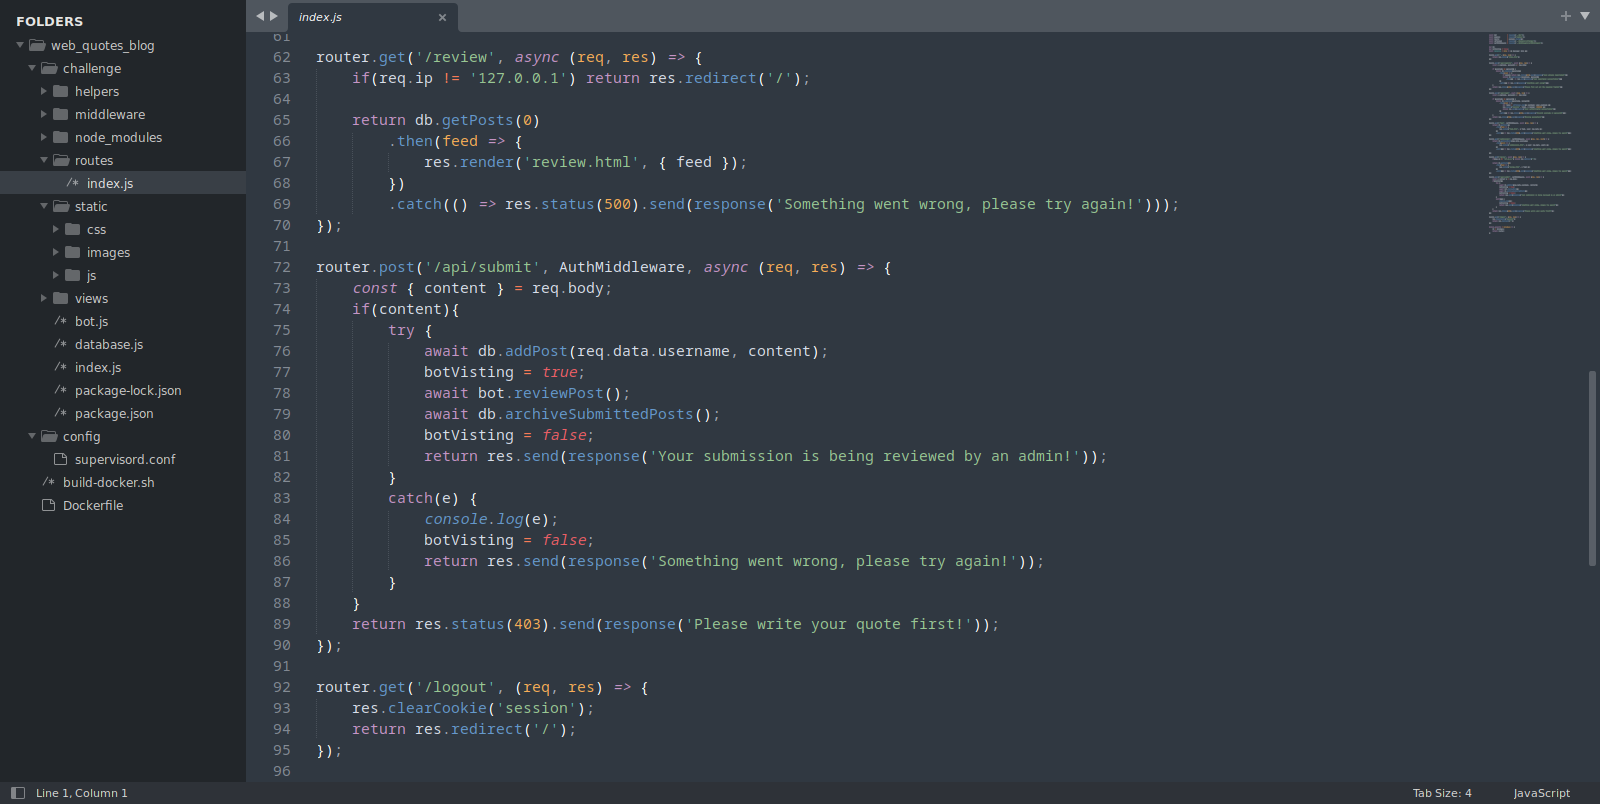 FOLDERS
web_quotes_blog
challenge
helpers
middleware
node_modules
routes
/* index.js
static
css
images
js
views
/* bot.js
/* database.js
/* index.js
/* package-lock.json
/* package.json
config
supervisord.conf
/* build-docker.sh
Dockerfile
index.js ×
61
62 router.get('/review', async (req, res) => {
63     if(req.ip != '127.0.0.1') return res.redirect('/');
64
65     return db.getPosts(0)
66         .then(feed => {
67             res.render('review.html', { feed });
68         })
69         .catch(() => res.status(500).send(response('Something went wrong, please try again!')));
70 });
71
72 router.post('/api/submit', AuthMiddleware, async (req, res) => {
73     const { content } = req.body;
74     if(content){
75         try {
76             await db.addPost(req.data.username, content);
77             botVisting = true;
78             await bot.reviewPost();
79             await db.archiveSubmittedPosts();
80             botVisting = false;
81             return res.send(response('Your submission is being reviewed by an admin!'));
82         }
83         catch(e) {
84             console.log(e);
85             botVisting = false;
86             return res.send(response('Something went wrong, please try again!'));
87         }
88     }
89     return res.status(403).send(response('Please write your quote first!'));
90 });
91
92 router.get('/logout', (req, res) => {
93     res.clearCookie('session');
94     return res.redirect('/');
95 });
96
Line 1, Column 1
Tab Size: 4
JavaScript